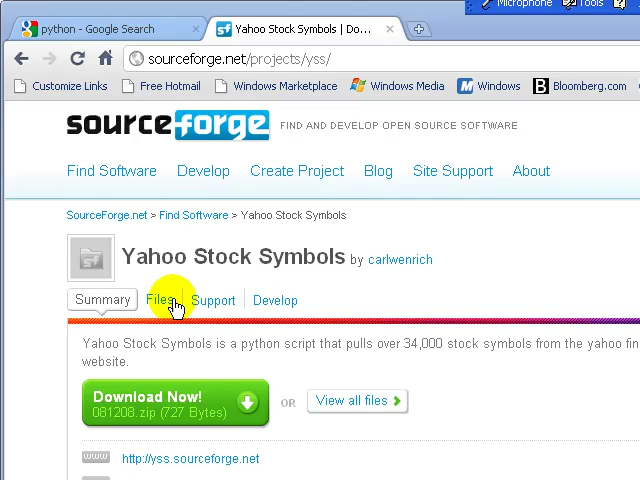 Microphone Tools
python - Google Search
Yahoo Stock Symbols | Do...
sourceforge.net/projects/yss/
Customize Links Free Hotmail Windows Marketplace Windows Media Windows Bloomberg.com
sourceforge FIND AND DEVELOP OPEN SOURCE SOFTWARE
Find Software Develop Create Project Blog Site Support About
SourceForge.net > Find Software > Yahoo Stock Symbols
Yahoo Stock Symbols by carlwenrich
Summary Files Support Develop
Yahoo Stock Symbols is a python script that pulls over 34,000 stock symbols from the yahoo fin
website.
Download Now!
081208.zip (727 Bytes)
OR
View all files
www http://yss.sourceforge.net